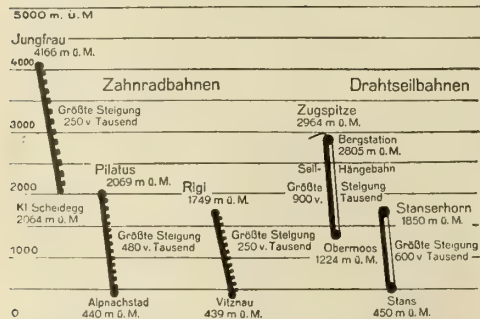 5000 m. ü. M
Jungfrau
4166 m ü. M.
4000
Zahnradbahnen
Drahtseilbahnen
Größte Steigung
250 v. Tausend
Zugspitze
2964 m ü. M.
3000
Bergstation
2805 m ü. M.
Pilatus
2069 m ü. M.
Rigi
1749 m ü. M.
Seil-
Hängebahn
Größte
Steigung
900 v.
Tausend
2000
Kl Scheidegg
2064 m ü. M.
Stanserhorn
1850 m ü. M.
Größte Steigung
480 v. Tausend
Größte Steigung
250 v. Tausend
Obermoos
1224 m ü. M.
Größte Steigung
600 v. Tausend
1000
0
Alpnachstad
440 m ü. M.
Vitznau
439 m ü. M.
Stans
450 m ü. M.